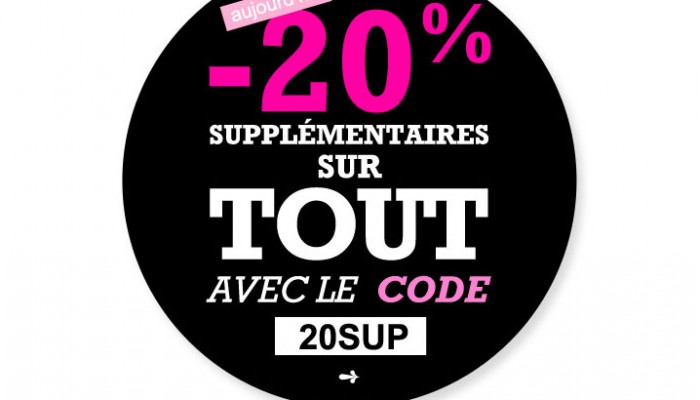 -20%
SUPPLÉMENTAIRES
SUR
TOUT
AVEC LE CODE
20SUP